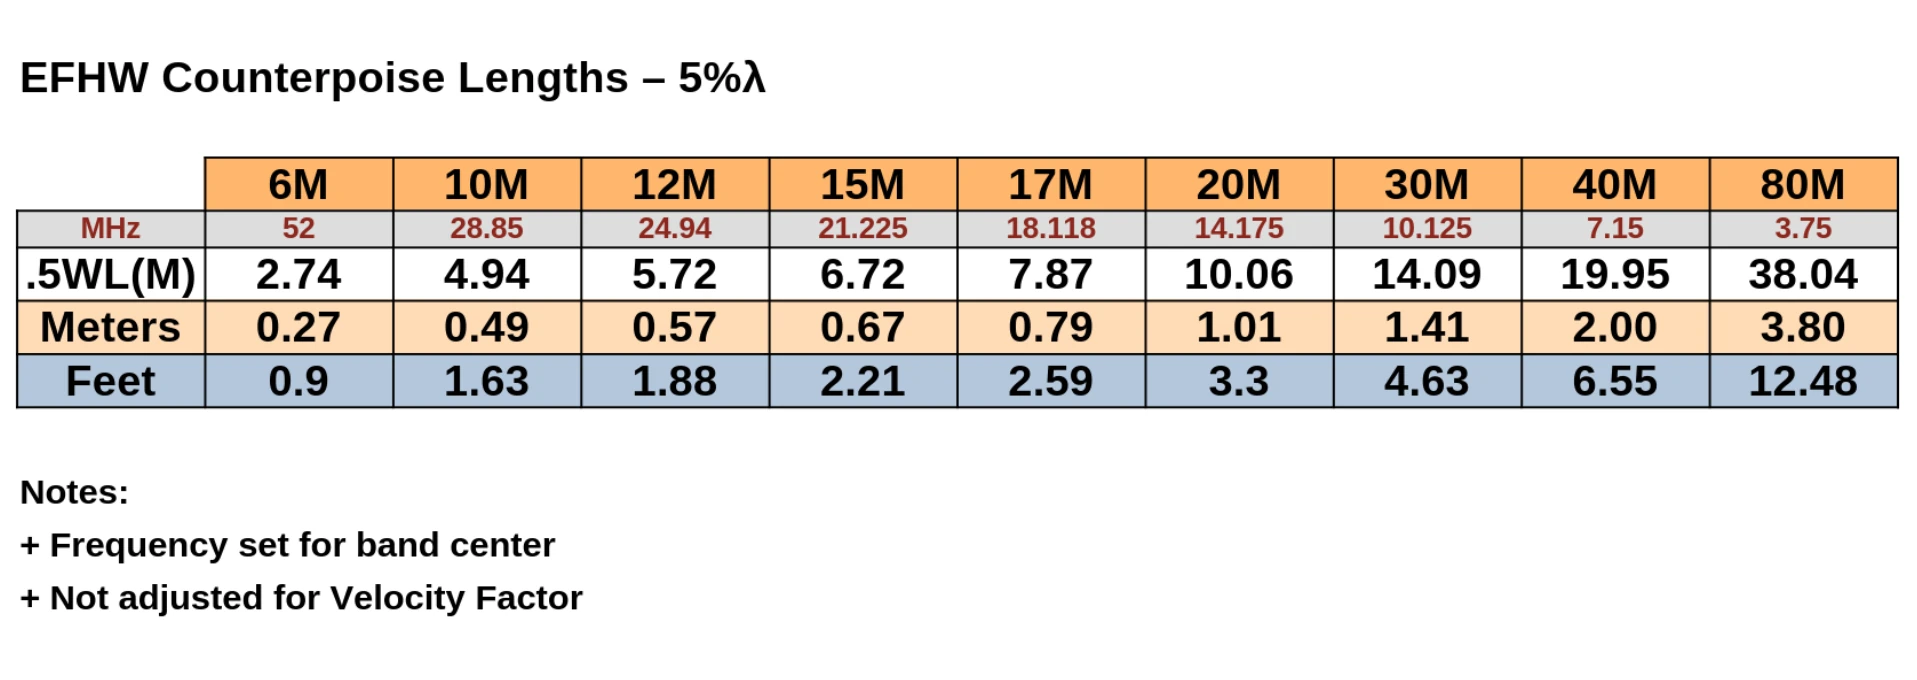 EFHW Counterpoise Lengths – 5%λ
6M 10M 12M 15M 17M 20M 30M 40M 80M
MHz 52 28.85 24.94 21.225 18.118 14.175 10.125 7.15 3.75
.5WL(M) 2.74 4.94 5.72 6.72 7.87 10.06 14.09 19.95 38.04
Meters 0.27 0.49 0.57 0.67 0.79 1.01 1.41 2.00 3.80
Feet 0.9 1.63 1.88 2.21 2.59 3.3 4.63 6.55 12.48
Notes:
+ Frequency set for band center
+ Not adjusted for Velocity Factor